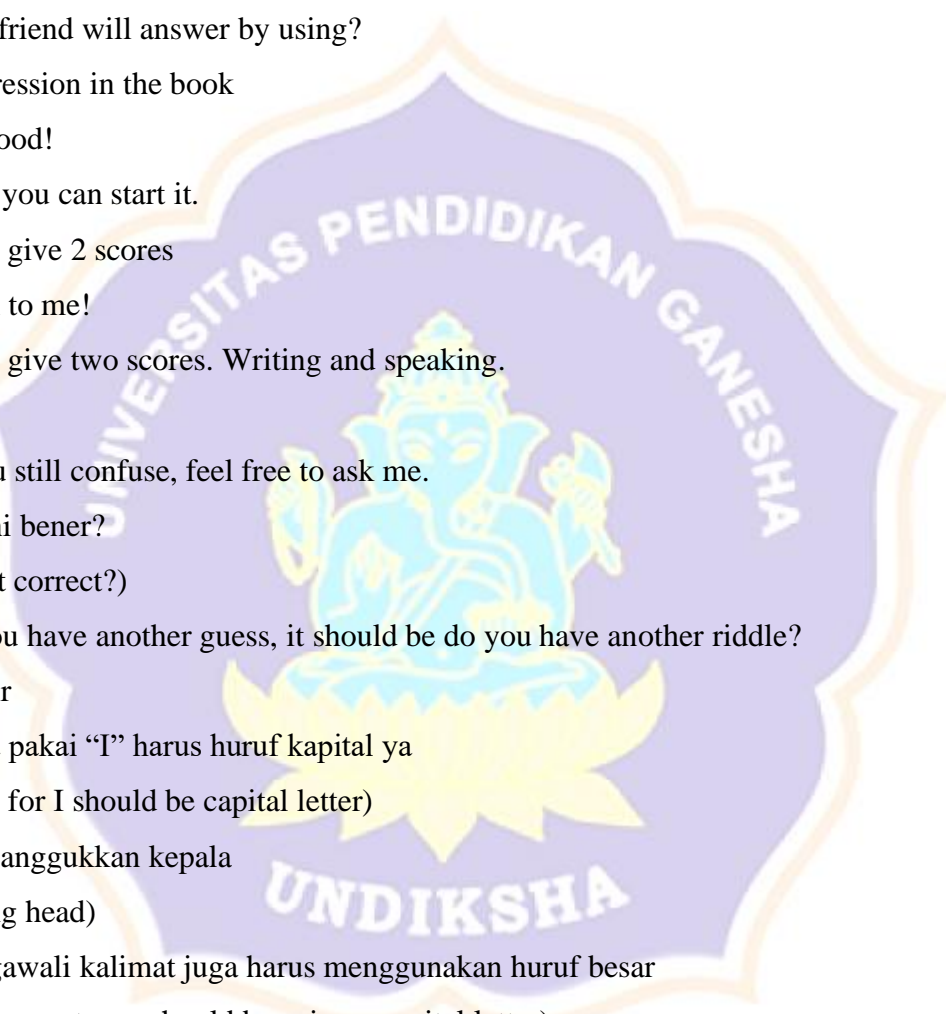 friend will answer by using?
ression in the book
ood!
you can start it.
give 2 scores
to me!
give two scores. Writing and speaking.
u still confuse, feel free to ask me.
ni bener?
t correct?)
ou have another guess, it should be do you have another riddle?
r
pakai “I” harus huruf kapital ya
for I should be capital letter)
anggukkan kepala
g head)
gawali kalimat juga harus menggunakan huruf besar
UNIVERSITAS PENDIDIKAN GANESHA
UNDIKSHA